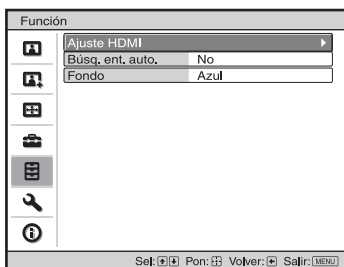 Función
Ajuste HDMI
Búsq. ent. auto. No
Fondo Azul
Sel: Pon: Volver: Salir: MENU